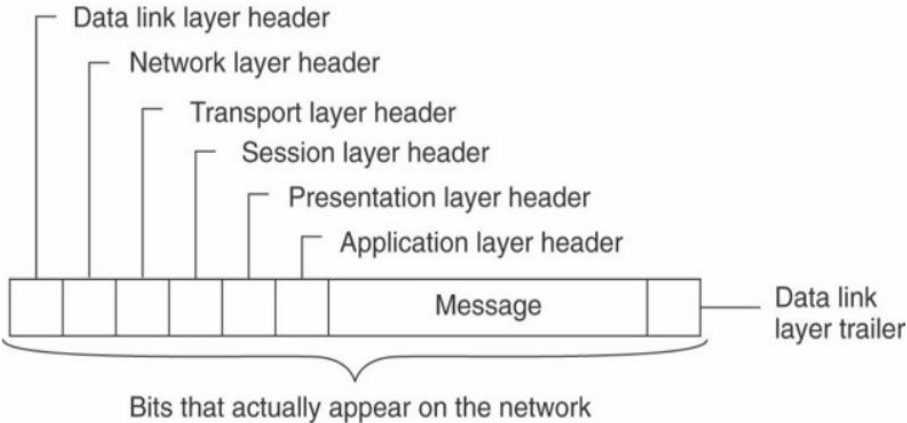 Data link layer header
Network layer header
Transport layer header
Session layer header
Presentation layer header
Application layer header
Message
Data link
layer trailer
Bits that actually appear on the network